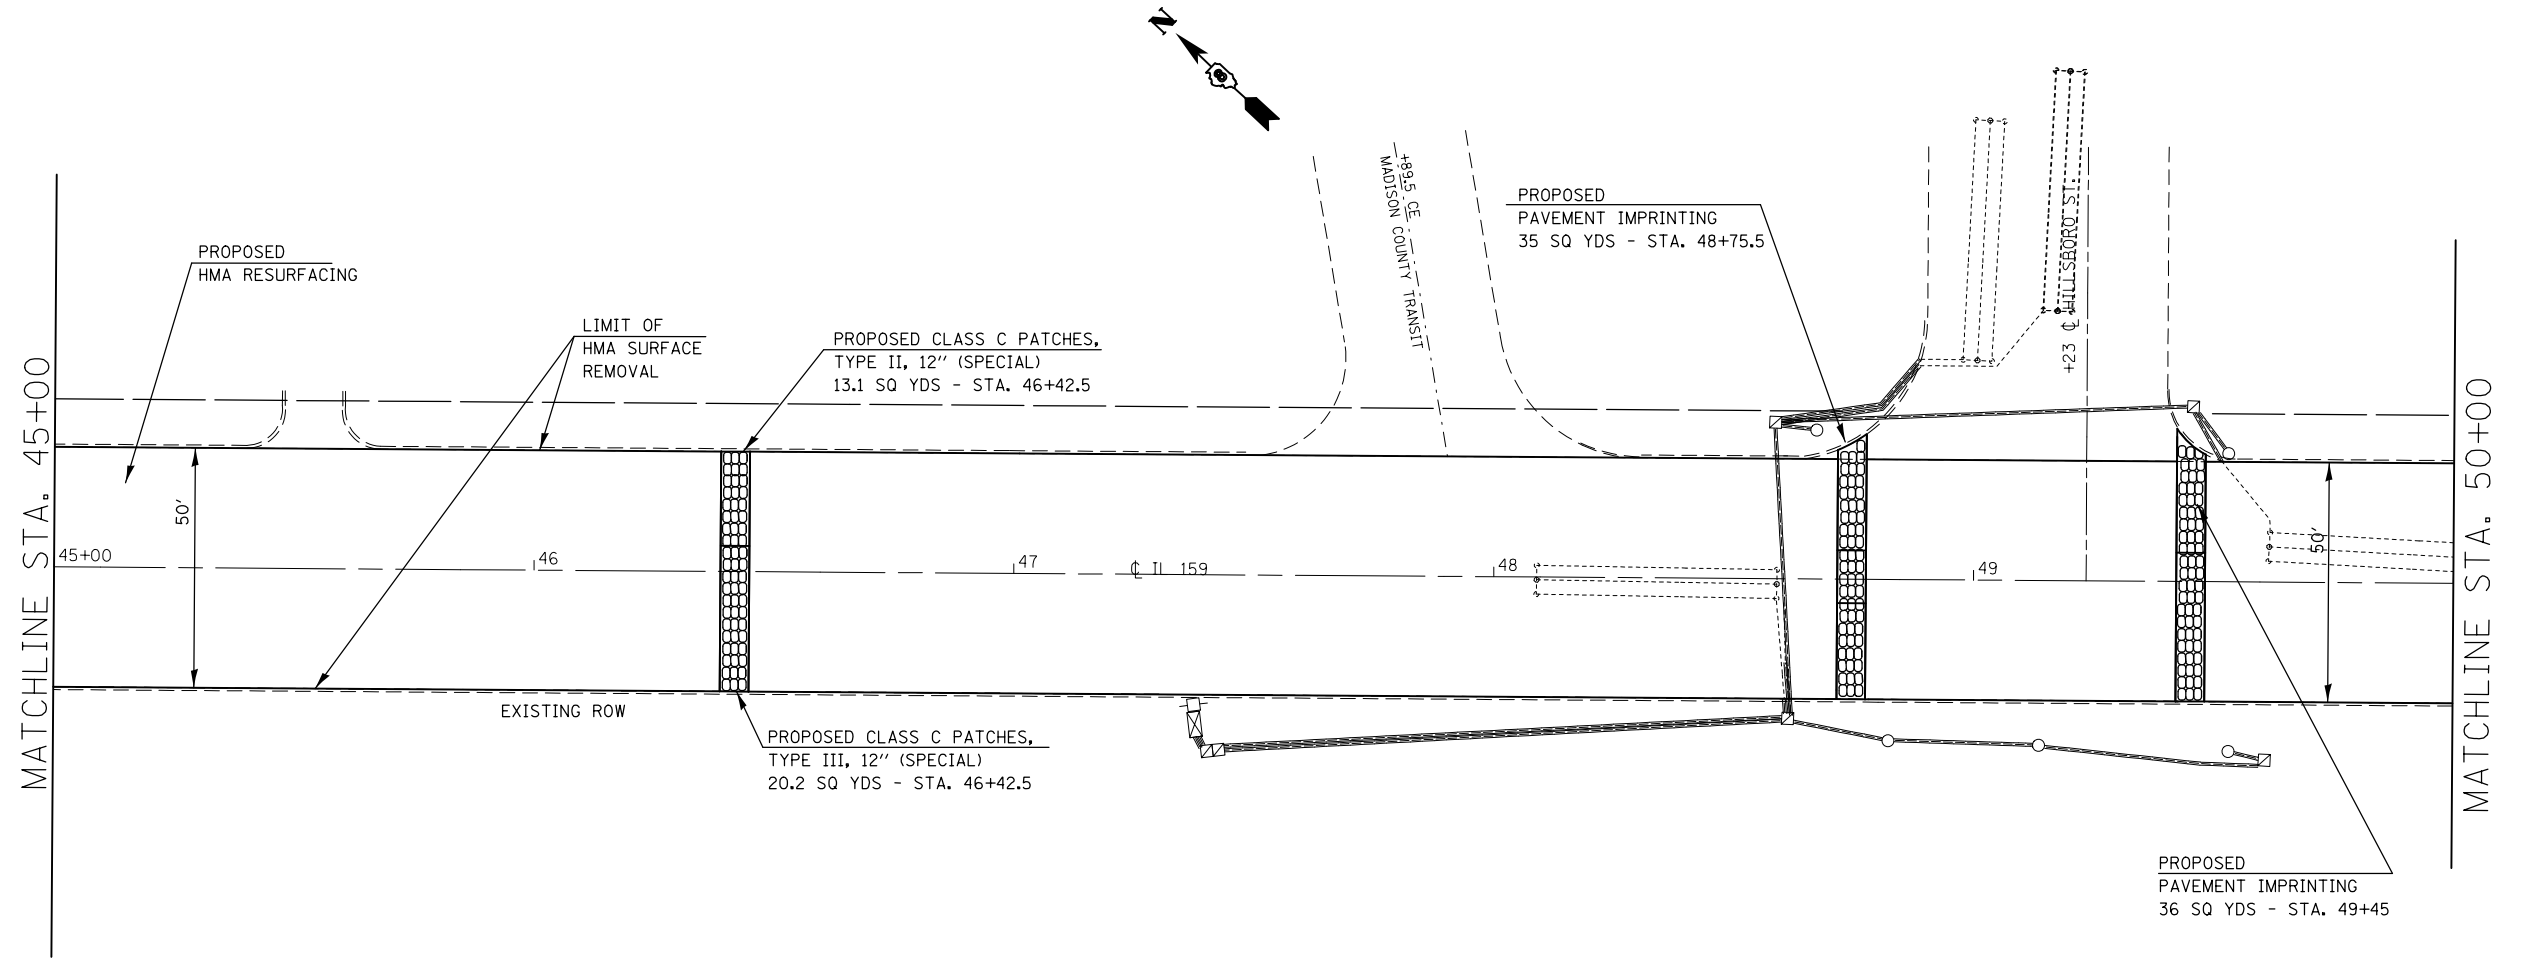 N
PROPOSED
HMA RESURFACING
LIMIT OF
HMA SURFACE
REMOVAL
PROPOSED CLASS C PATCHES,
TYPE II, 12'' (SPECIAL)
13.1 SQ YDS - STA. 46+42.5
+89.5 CE
MADISON COUNTY TRANSIT
PROPOSED
PAVEMENT IMPRINTING
35 SQ YDS - STA. 48+75.5
+23 ℄ HILLSBORO ST.
MATCHLINE STA. 45+00
50'
45+00
46
47
℄ IL 159
48
49
50'
MATCHLINE STA. 50+00
EXISTING ROW
PROPOSED CLASS C PATCHES,
TYPE III, 12'' (SPECIAL)
20.2 SQ YDS - STA. 46+42.5
PROPOSED
PAVEMENT IMPRINTING
36 SQ YDS - STA. 49+45